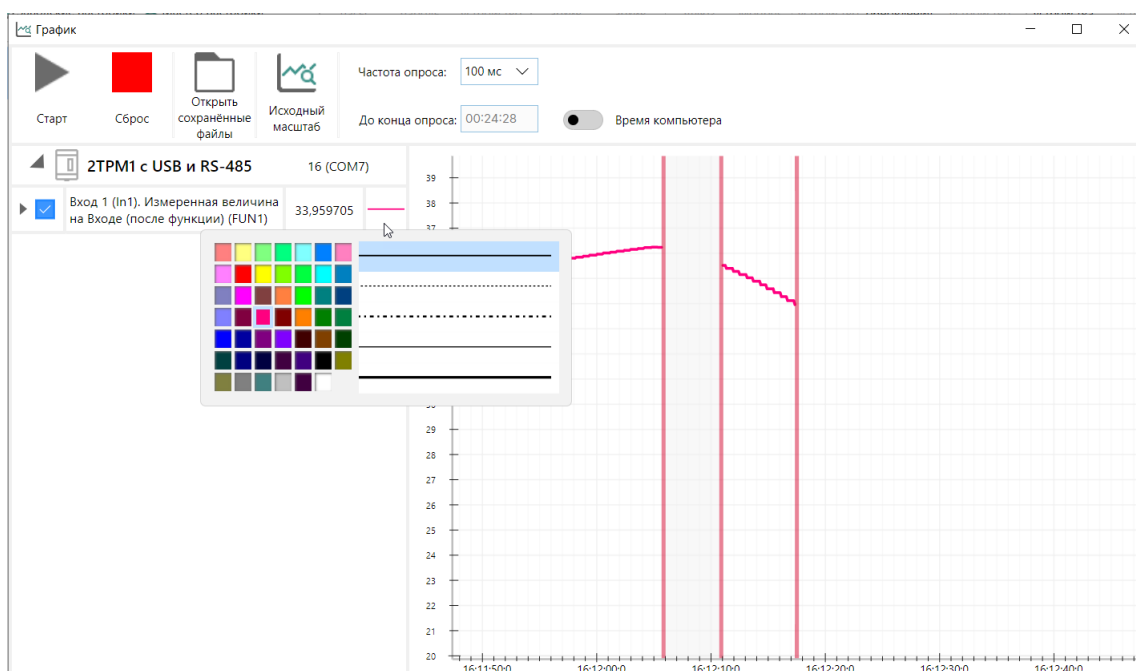 График
Старт
Сброс
Открыть
сохранённые
файлы
Исходный
масштаб
Частота опроса: 100 мс
До конца опроса: 00:24:28
Время компьютера
2ТРМ1 с USB и RS-485 16 (COM7)
Вход 1 (In1). Измеренная величина
на Входе (после функции) (FUN1)
33,959705
39
38
37
29
28
27
26
25
24
23
22
21
20
16:11:50:0 16:12:00:0 16:12:10:0 16:12:20:0 16:12:30:0 16:12:40:0